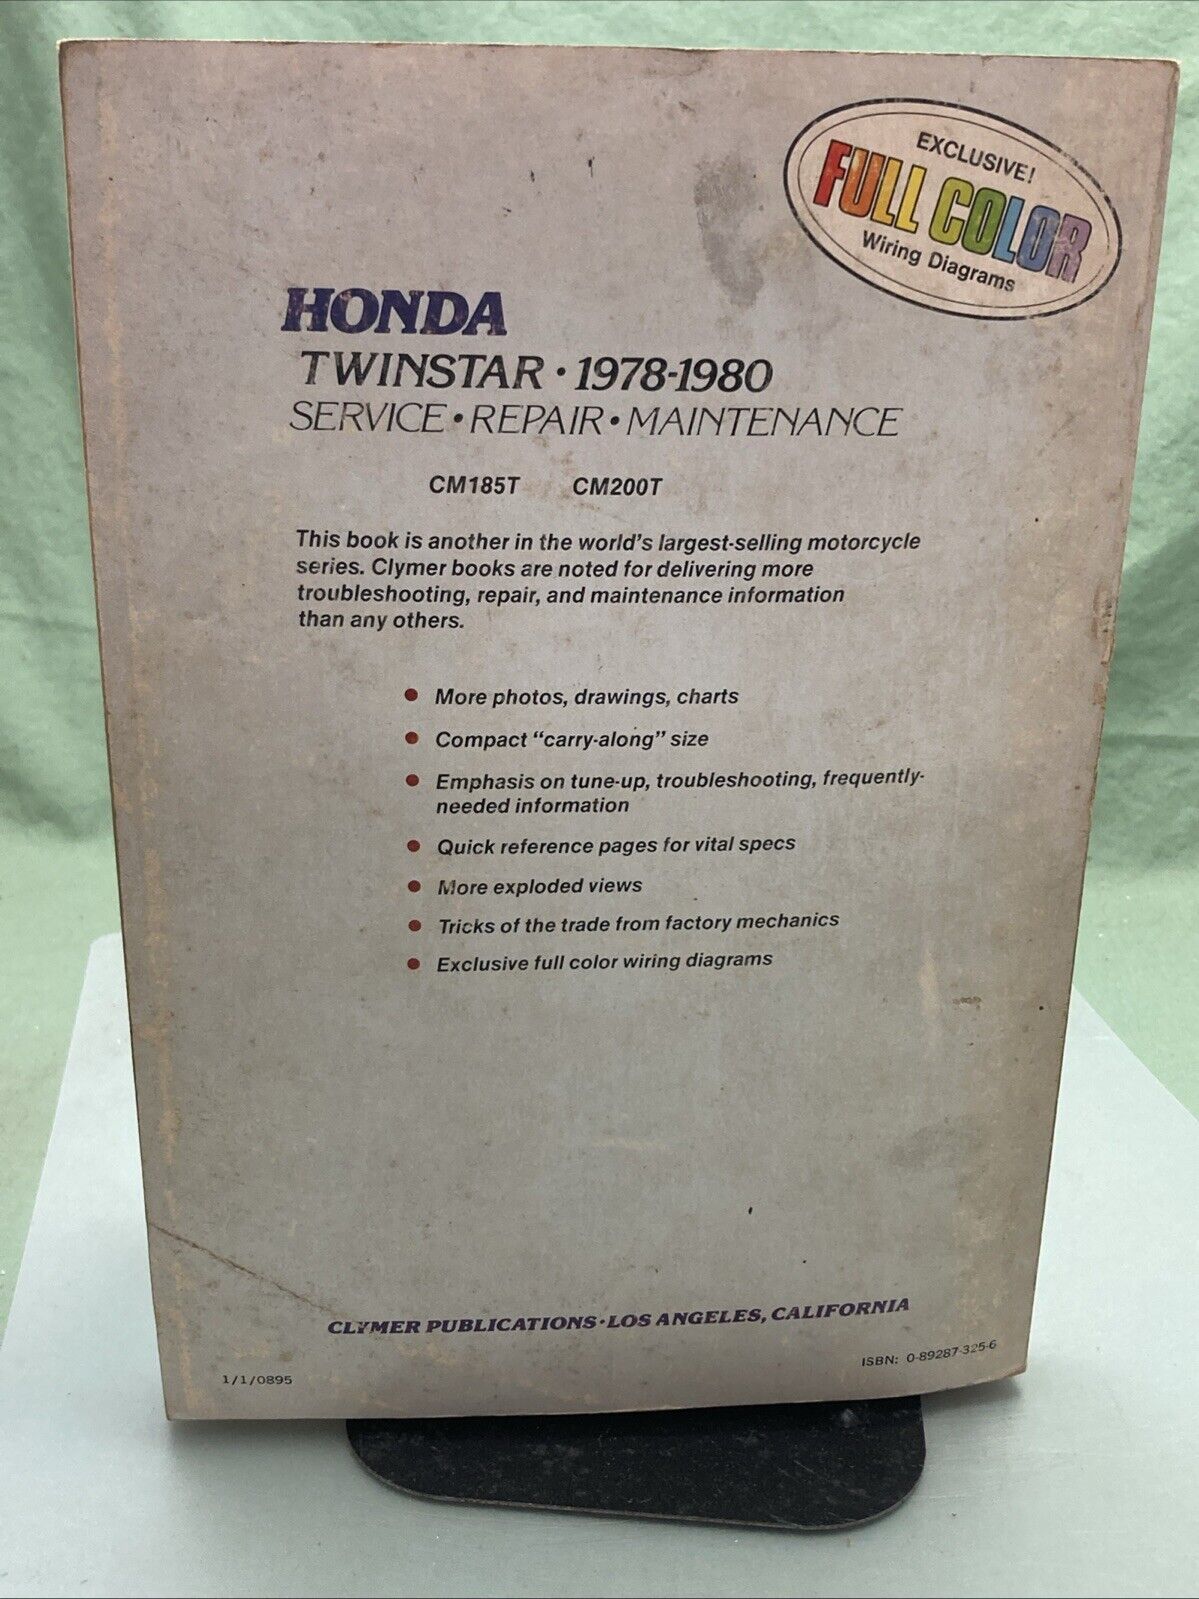 EXCLUSIVE!
FULL COLOR
Wiring Diagrams
HONDA
TWINSTAR • 1978-1980
SERVICE • REPAIR • MAINTENANCE
CM185T CM200T
This book is another in the world's largest-selling motorcycle
series. Clymer books are noted for delivering more
troubleshooting, repair, and maintenance information
than any others.
• More photos, drawings, charts
• Compact "carry-along" size
• Emphasis on tune-up, troubleshooting, frequently-
needed information
• Quick reference pages for vital specs
• More exploded views
• Tricks of the trade from factory mechanics
• Exclusive full color wiring diagrams
CLYMER PUBLICATIONS • LOS ANGELES, CALIFORNIA
1/1/0895
ISBN: 0-89287-325-6